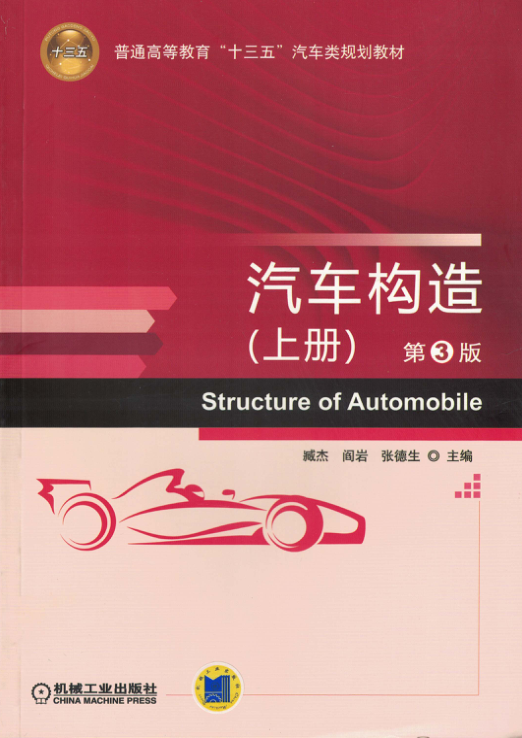 十三五
普通高等教育“十三五”汽车类规划教材
汽车构造
(上册) 第3版
Structure of Automobile
臧杰 阎岩 张德生 主编
机械工业出版社
CHINA MACHINE PRESS